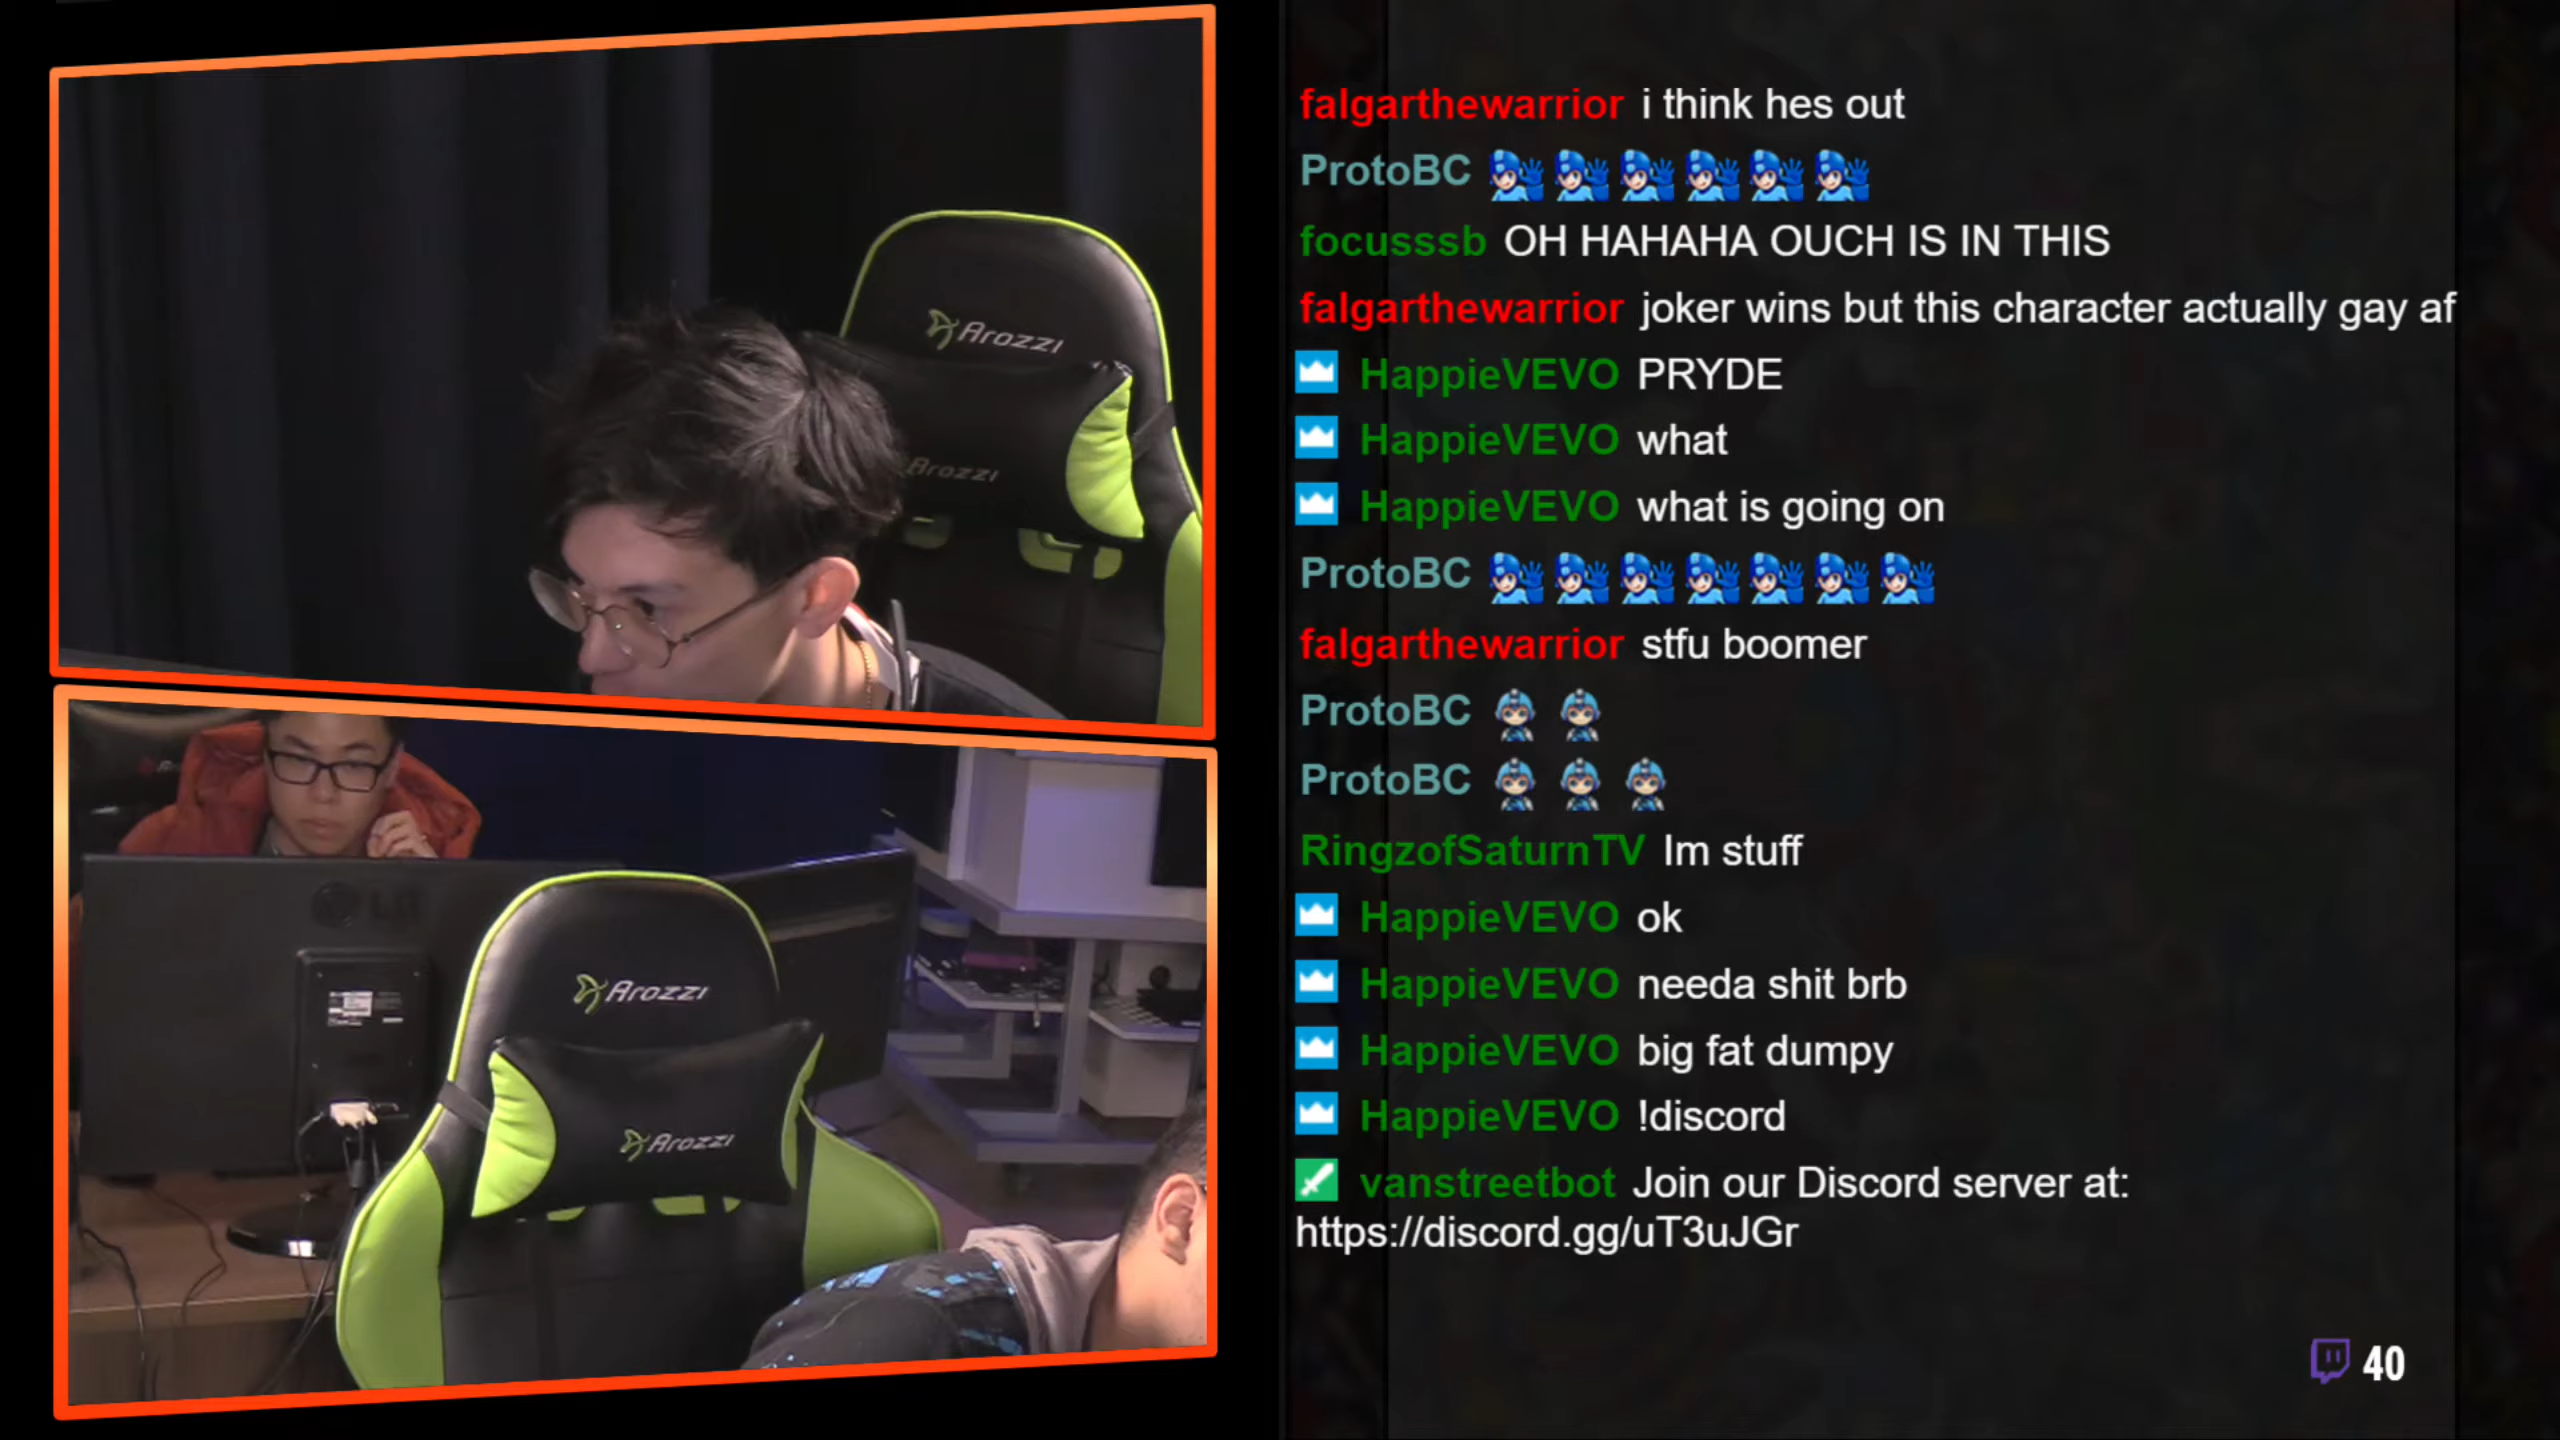 Arozzi
Arozzi
LG
Arozzi
Arozzi
falgarthewarrior i think hes out
ProtoBC
focusssb OH HAHAHA OUCH IS IN THIS
falgarthewarrior joker wins but this character actually gay af
HappieVEVO PRYDE
HappieVEVO what
HappieVEVO what is going on
ProtoBC
falgarthewarrior stfu boomer
ProtoBC
ProtoBC
RingzofSaturnTV Im stuff
HappieVEVO ok
HappieVEVO needa shit brb
HappieVEVO big fat dumpy
HappieVEVO !discord
vanstreetbot Join our Discord server at:
https://discord.gg/uT3uJGr
40